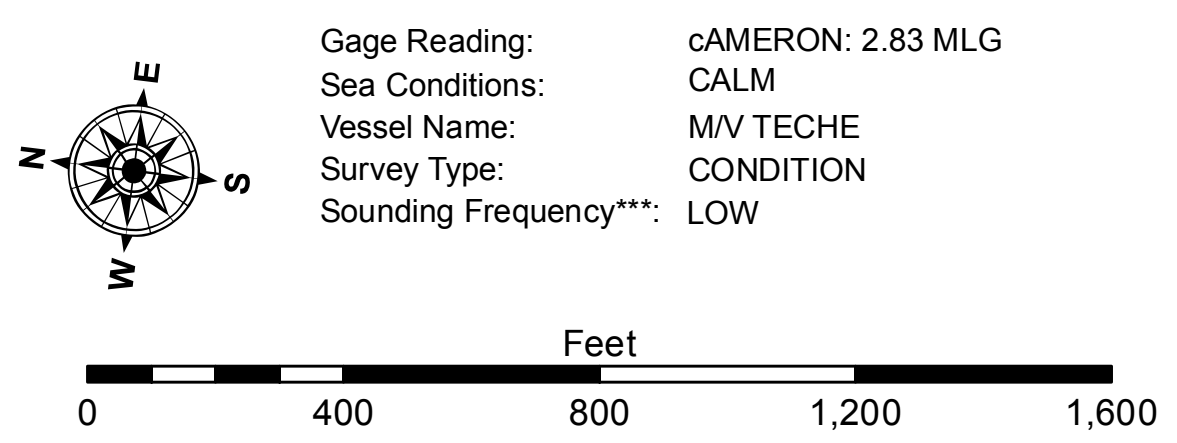 E
N
S
W
Gage Reading: cAMERON: 2.83 MLG
Sea Conditions: CALM
Vessel Name: M/V TECHE
Survey Type: CONDITION
Sounding Frequency***: LOW
Feet
0 400 800 1,200 1,600